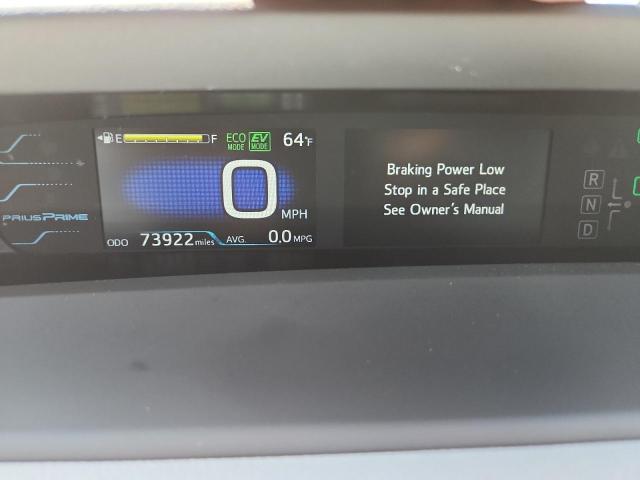 E F ECO MODE EV MODE 64°F
0 MPH
PRIUS PRIME
ODO 73922 miles AVG. 0.0 MPG
Braking Power Low
Stop in a Safe Place
See Owner's Manual
R
N
D